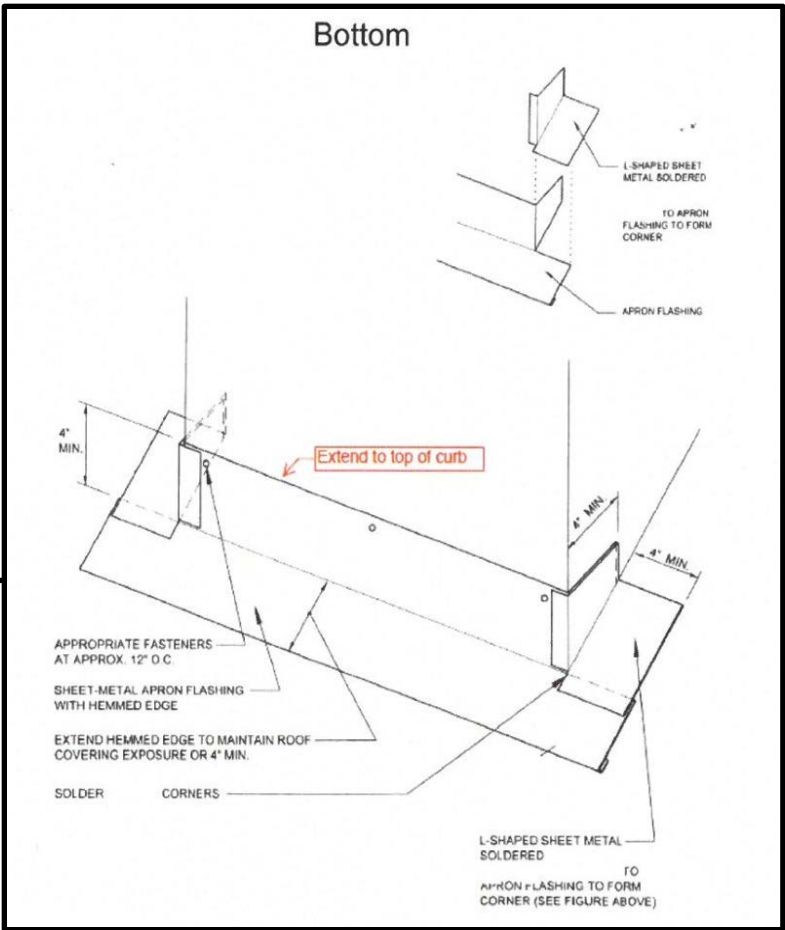 Bottom
L-SHAPED SHEET
METAL SOLDERED
TO APRON
FLASHING TO FORM
CORNER
APRON FLASHING
4"
MIN.
Extend to top of curb
4" MIN.
4" MIN.
APPROPRIATE FASTENERS
AT APPROX. 12" O.C.
SHEET-METAL APRON FLASHING
WITH HEMMED EDGE
EXTEND HEMMED EDGE TO MAINTAIN ROOF
COVERING EXPOSURE OR 4" MIN.
SOLDER CORNERS
L-SHAPED SHEET METAL
SOLDERED
TO
APRON FLASHING TO FORM
CORNER (SEE FIGURE ABOVE)